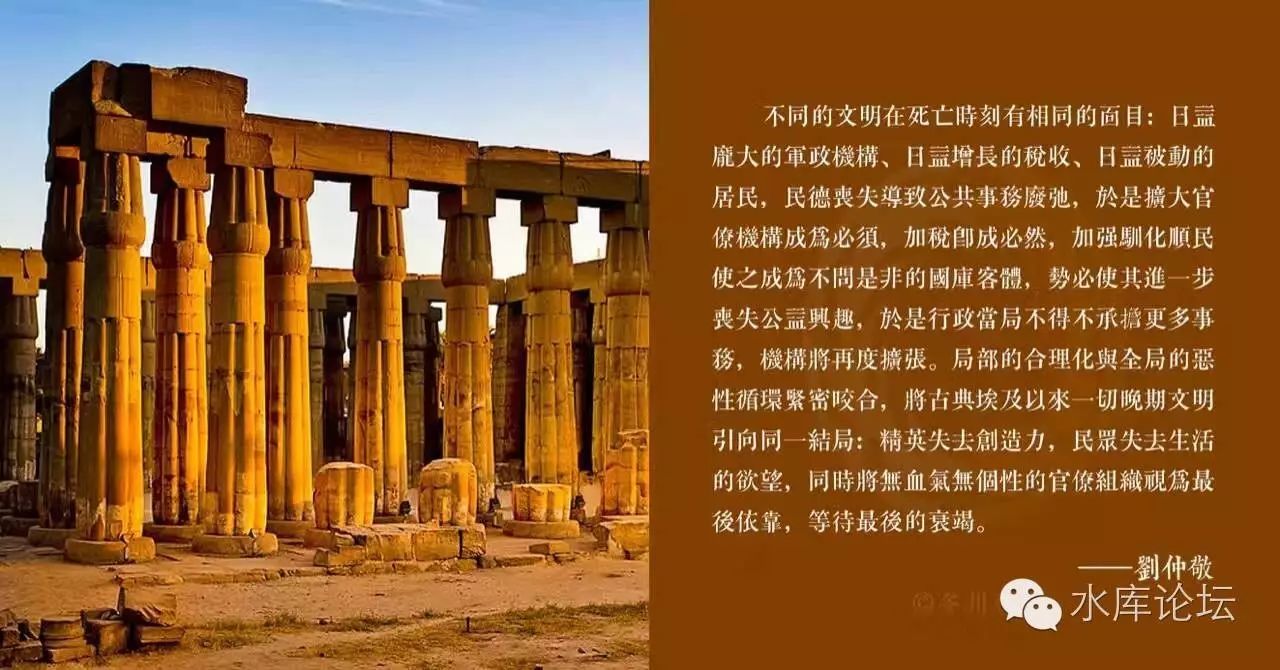 不同的文明在死亡時刻有相同的面目：日益
龐大的軍政機構、日益增長的稅收、日益被動的
居民，民德喪失導致公共事務廢弛，於是擴大官
僚機構成爲必須，加稅卽成必然，加强馴化順民
使之成爲不問是非的國庫客體，勢必使其進一步
喪失公益興趣，於是行政當局不得不承擔更多事
務，機構將再度擴張。局部的合理化與全局的惡
性循環緊密咬合，將古典埃及以來一切晚期文明
引向同一結局：精英失去創造力，民眾失去生活
的欲望，同時將無血氣無個性的官僚組織視爲最
後依靠，等待最後的衰竭。
——劉仲敬
©冬川
水库论坛